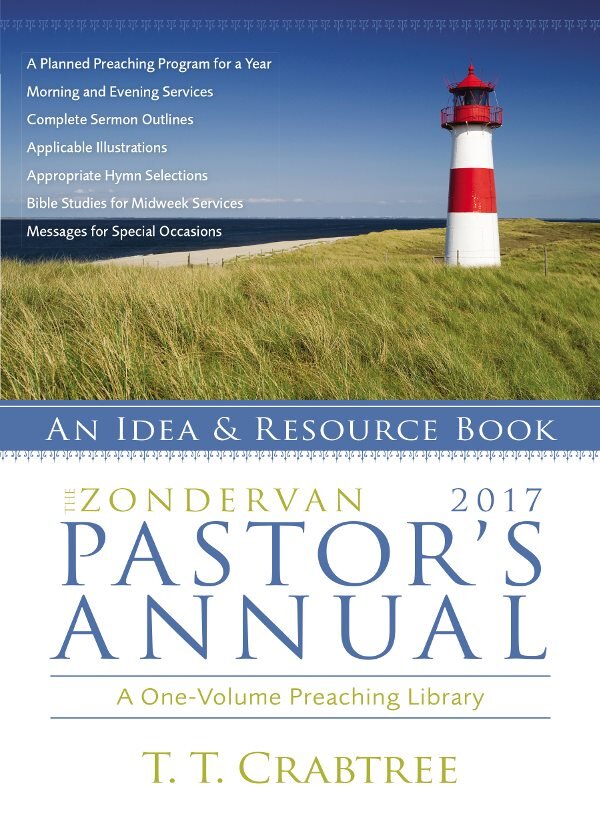 A Planned Preaching Program for a Year
Morning and Evening Services
Complete Sermon Outlines
Applicable Illustrations
Appropriate Hymn Selections
Bible Studies for Midweek Services
Messages for Special Occasions
An Idea & Resource Book
THE ZONDERVAN 2017
PASTOR'S
ANNUAL
A One-Volume Preaching Library
T. T. Crabtree